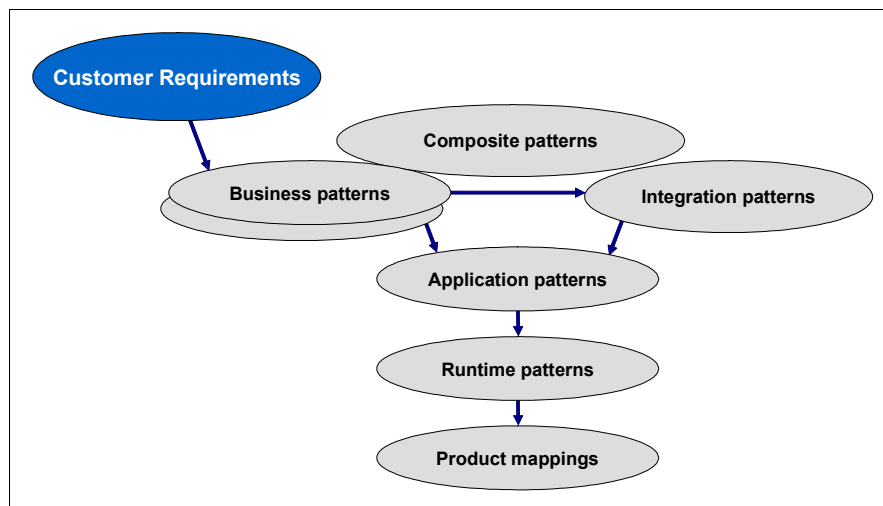 Customer Requirements
Composite patterns
Business patterns
Integration patterns
Application patterns
Runtime patterns
Product mappings